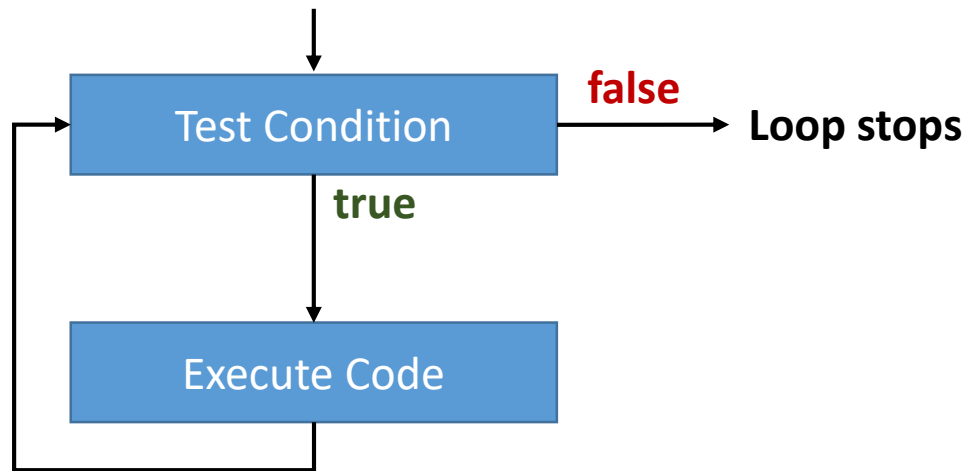 Test Condition
false
Loop stops
true
Execute Code